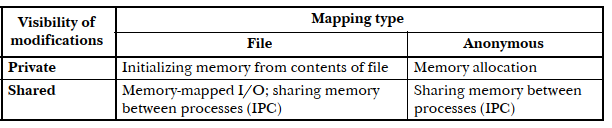 Visibility of modifications
Mapping type
File
Anonymous
Private
Initializing memory from contents of file
Memory allocation
Shared
Memory-mapped I/O; sharing memory
between processes (IPC)
Sharing memory between
processes (IPC)